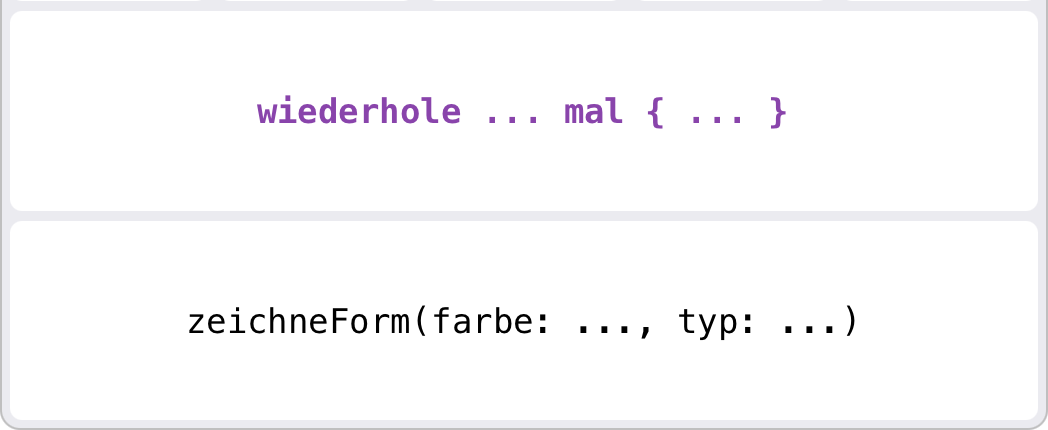 wiederhole ... mal { ... }
zeichneForm(farbe: ..., typ: ...)